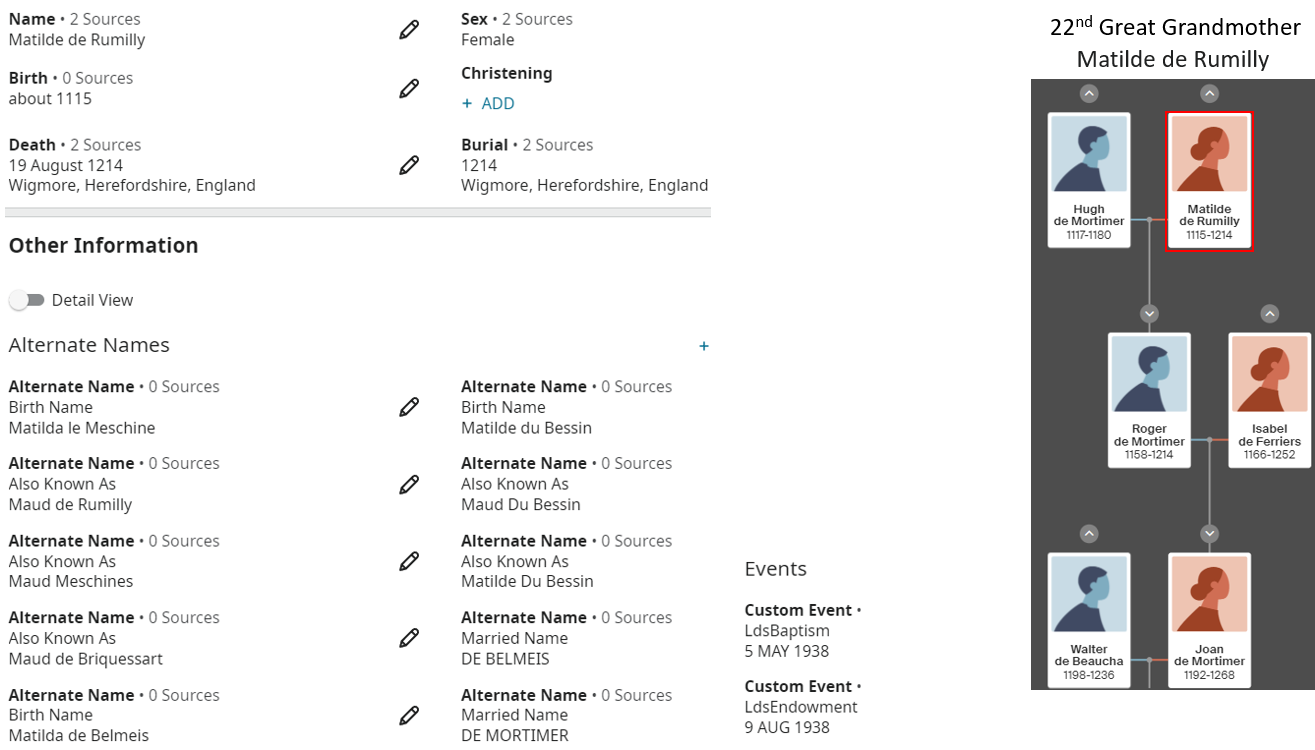 Name • 2 Sources
Matilde de Rumilly
Sex • 2 Sources
Female
Birth • 0 Sources
about 1115
Christening
+ ADD
Death • 2 Sources
19 August 1214
Wigmore, Herefordshire, England
Burial • 2 Sources
1214
Wigmore, Herefordshire, England
Other Information
Detail View
Alternate Names
+
Alternate Name • 0 Sources
Birth Name
Matilda le Meschine
Alternate Name • 0 Sources
Birth Name
Matilde du Bessin
Alternate Name • 0 Sources
Also Known As
Maud de Rumilly
Alternate Name • 0 Sources
Also Known As
Maud Du Bessin
Alternate Name • 0 Sources
Also Known As
Maud Meschines
Alternate Name • 0 Sources
Also Known As
Matilde Du Bessin
Alternate Name • 0 Sources
Also Known As
Maud de Briquessart
Alternate Name • 0 Sources
Married Name
DE BELMEIS
Alternate Name • 0 Sources
Birth Name
Matilda de Belmeis
Alternate Name • 0 Sources
Married Name
DE MORTIMER
Events
Custom Event •
LdsBaptism
5 MAY 1938
Custom Event •
LdsEndowment
9 AUG 1938
22nd Great Grandmother
Matilde de Rumilly
Hugh
de Mortimer
1117-1180
Matilde
de Rumilly
1115-1214
Roger
de Mortimer
1158-1214
Isabel
de Ferriers
1166-1252
Walter
de Beaucha
1198-1236
Joan
de Mortimer
1192-1268